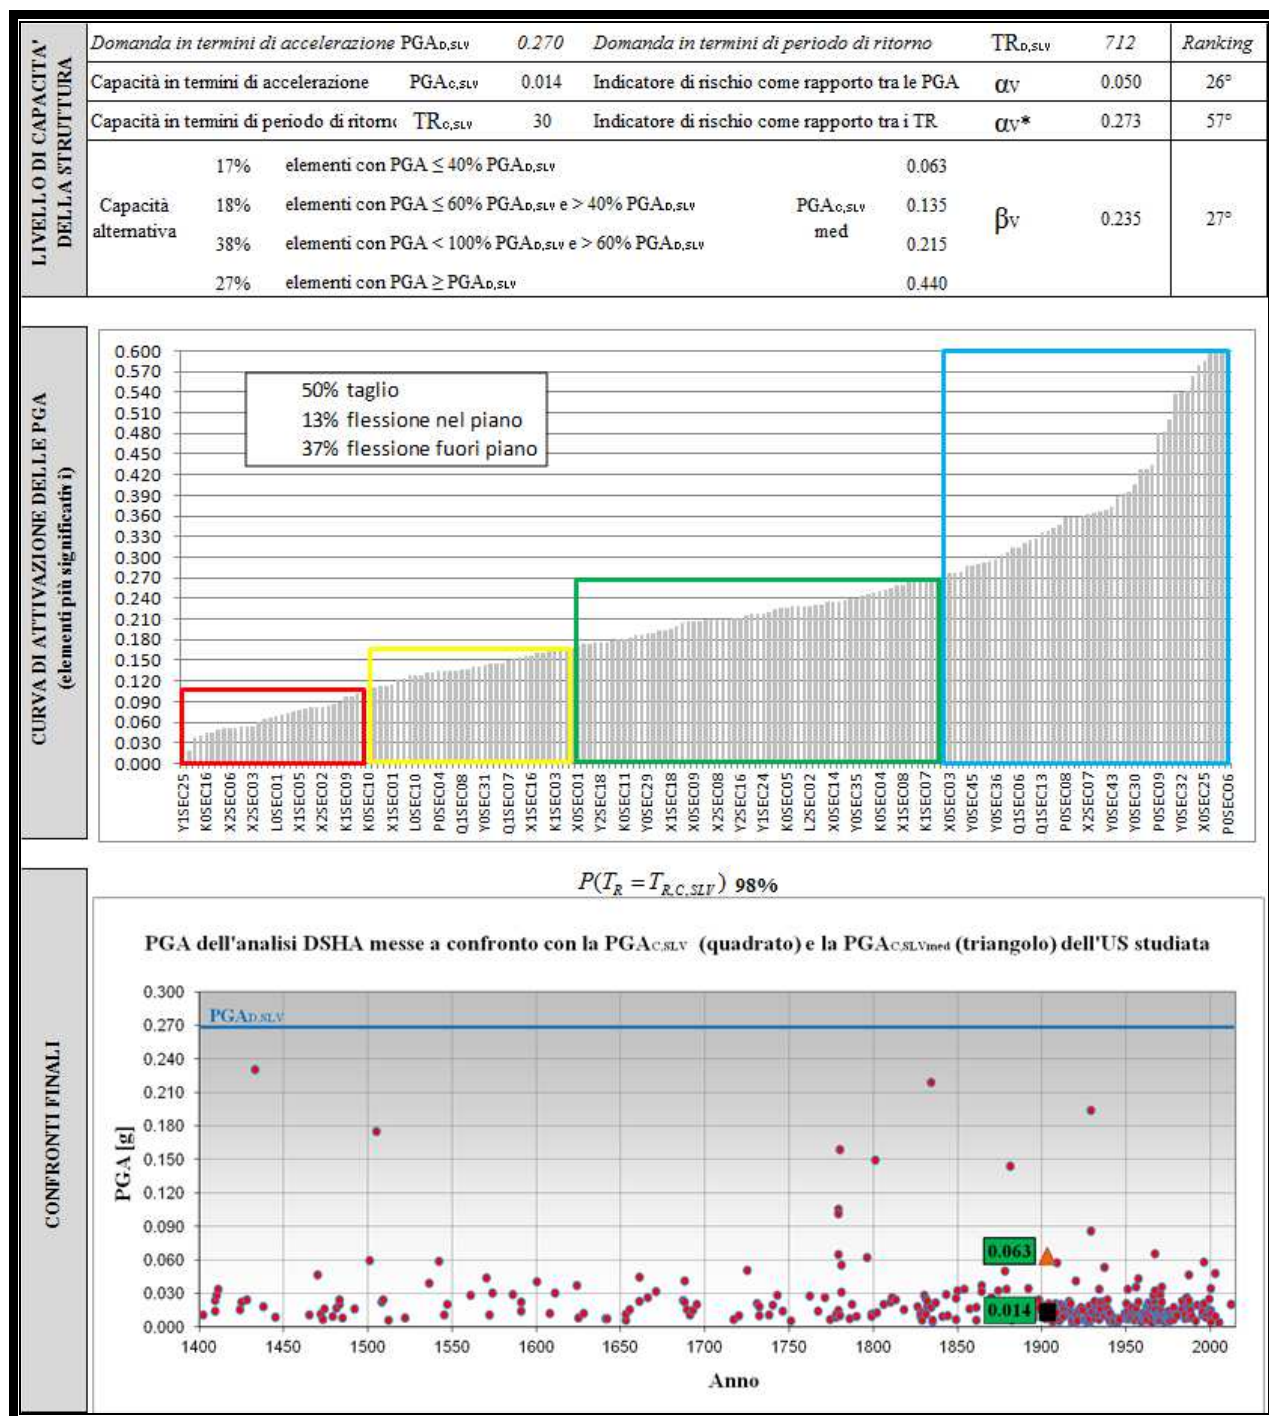 LIVELLO DI CAPACITA' DELLA STRUTTURA
Domanda in termini di accelerazione PGAD,SLV 0.270 Domanda in termini di periodo di ritorno TRD,SLV 712 Ranking
Capacità in termini di accelerazione PGAC,SLV 0.014 Indicatore di rischio come rapporto tra le PGA αV 0.050 26°
Capacità in termini di periodo di ritorno TRC,SLV 30 Indicatore di rischio come rapporto tra i TR αV* 0.273 57°
17% elementi con PGA ≤ 40% PGAD,SLV 0.063
Capacità alternativa 18% elementi con PGA ≤ 60% PGAD,SLV e > 40% PGAD,SLV PGAC,SLV med 0.135 βV 0.235 27°
38% elementi con PGA < 100% PGAD,SLV e > 60% PGAD,SLV 0.215
27% elementi con PGA ≥ PGAD,SLV 0.440
CURVA DI ATTIVAZIONE DELLE PGA
(elementi più significativi)
0.600
0.570
0.540
0.510
0.480
0.450
0.420
0.390
0.360
0.330
0.300
0.270
0.240
0.210
0.180
0.150
0.120
0.090
0.060
0.030
0.000
50% taglio
13% flessione nel piano
37% flessione fuori piano
Y1SEC25
K0SEC16
X2SEC06
X2SEC03
L0SEC01
X1SEC05
X2SEC02
K1SEC09
K0SEC10
X1SEC01
L0SEC10
P0SEC04
Q1SEC08
Y0SEC31
Q1SEC07
X1SEC16
K1SEC03
X0SEC01
Y2SEC18
K0SEC11
Y0SEC29
X1SEC18
X0SEC09
X2SEC08
Y2SEC16
Y1SEC24
K0SEC05
L2SEC02
X0SEC14
Y0SEC35
K0SEC04
X1SEC08
K1SEC07
X0SEC03
Y0SEC45
Y0SEC36
Q1SEC06
Q1SEC13
P0SEC08
X2SEC07
Y0SEC43
Y0SEC30
P0SEC09
Y0SEC32
X0SEC25
P0SEC06
CONFRONTI FINALI
P(TR = TR,C,SLV) 98%
PGA dell'analisi DSHA messe a confronto con la PGAC,SLV (quadrato) e la PGAC,SLVmed (triangolo) dell'US studiata
PGA [g]
0.300
0.270
0.240
0.210
0.180
0.150
0.120
0.090
0.060
0.030
0.000
PGAD,SLV
0.063
0.014
1400 1450 1500 1550 1600 1650 1700 1750 1800 1850 1900 1950 2000
Anno